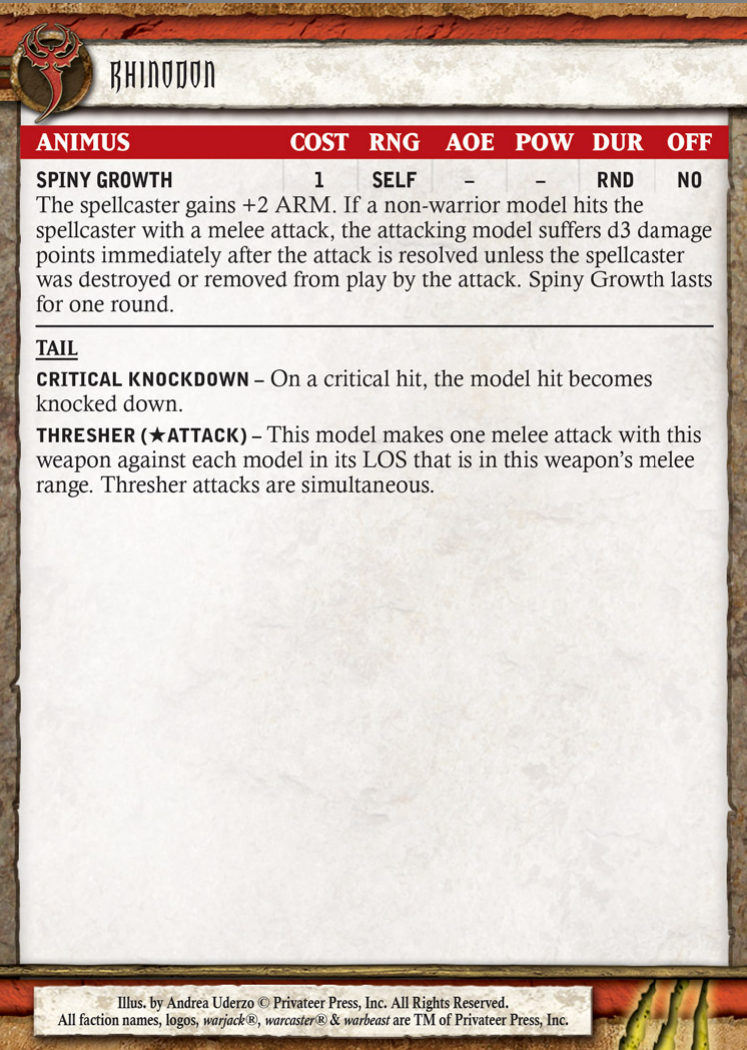 RHINODON
ANIMUS COST RNG AOE POW DUR OFF
SPINY GROWTH 1 SELF – – RND NO
The spellcaster gains +2 ARM. If a non-warrior model hits the
spellcaster with a melee attack, the attacking model suffers d3 damage
points immediately after the attack is resolved unless the spellcaster
was destroyed or removed from play by the attack. Spiny Growth lasts
for one round.
TAIL
CRITICAL KNOCKDOWN – On a critical hit, the model hit becomes
knocked down.
THRESHER (★ATTACK) – This model makes one melee attack with this
weapon against each model in its LOS that is in this weapon's melee
range. Thresher attacks are simultaneous.
Illus. by Andrea Uderzo © Privateer Press, Inc. All Rights Reserved.
All faction names, logos, warjack®, warcaster® & warbeast are TM of Privateer Press, Inc.